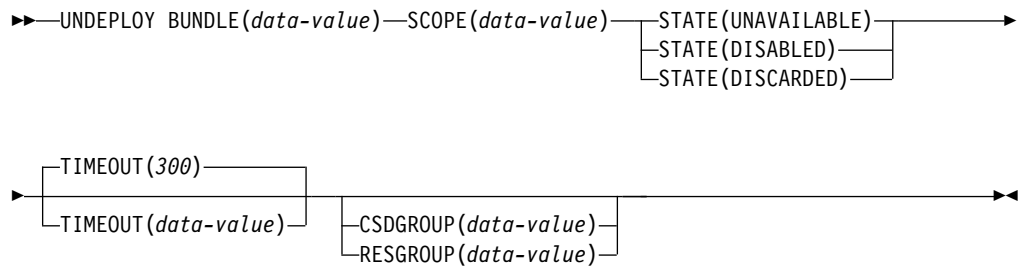 UNDEPLOY BUNDLE(data-value) SCOPE(data-value) STATE(UNAVAILABLE)
STATE(DISABLED)
STATE(DISCARDED)
TIMEOUT(300)
TIMEOUT(data-value)
CSDGROUP(data-value)
RESGROUP(data-value)